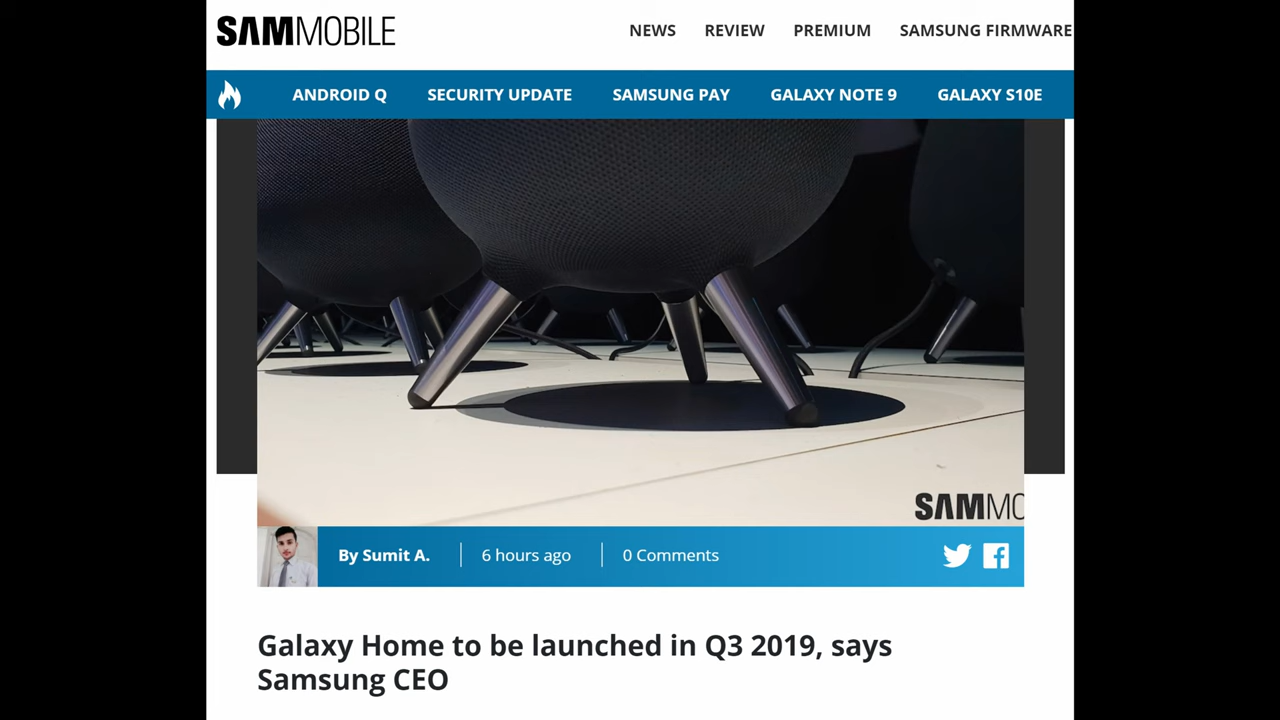 SAMMOBILE
NEWS REVIEW PREMIUM SAMSUNG FIRMWARE
ANDROID Q SECURITY UPDATE SAMSUNG PAY GALAXY NOTE 9 GALAXY S10E
SAMMO
By Sumit A. 6 hours ago 0 Comments
Galaxy Home to be launched in Q3 2019, says
Samsung CEO